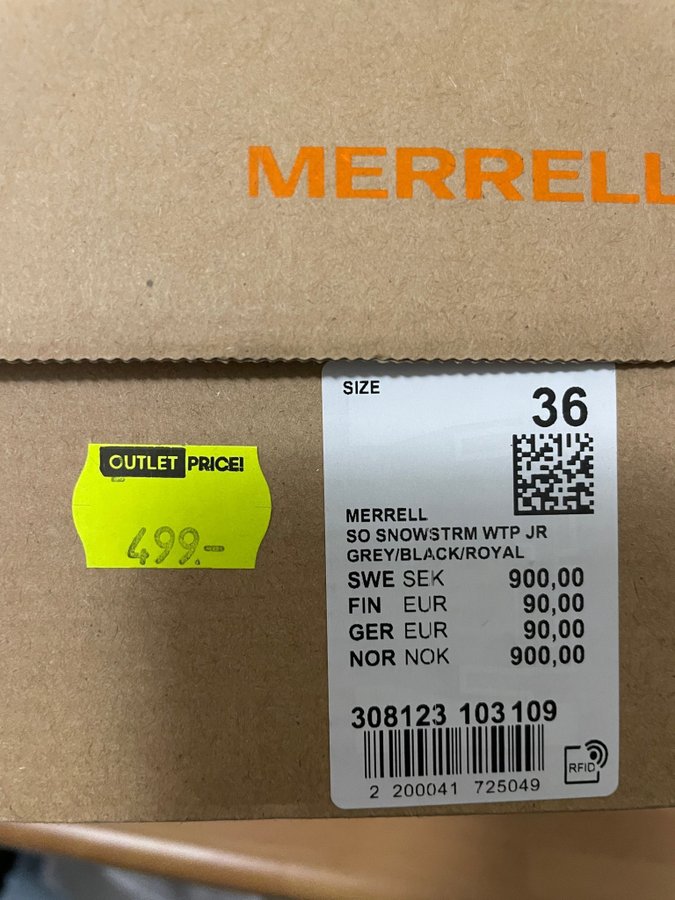 MERRELL
SIZE
36
OUTLET PRICE!
499.-
MERRELL
SO SNOWSTRM WTP JR
GREY/BLACK/ROYAL
SWE SEK 900,00
FIN EUR 90,00
GER EUR 90,00
NOR NOK 900,00
308123 103109
2 200041 725049
RFID